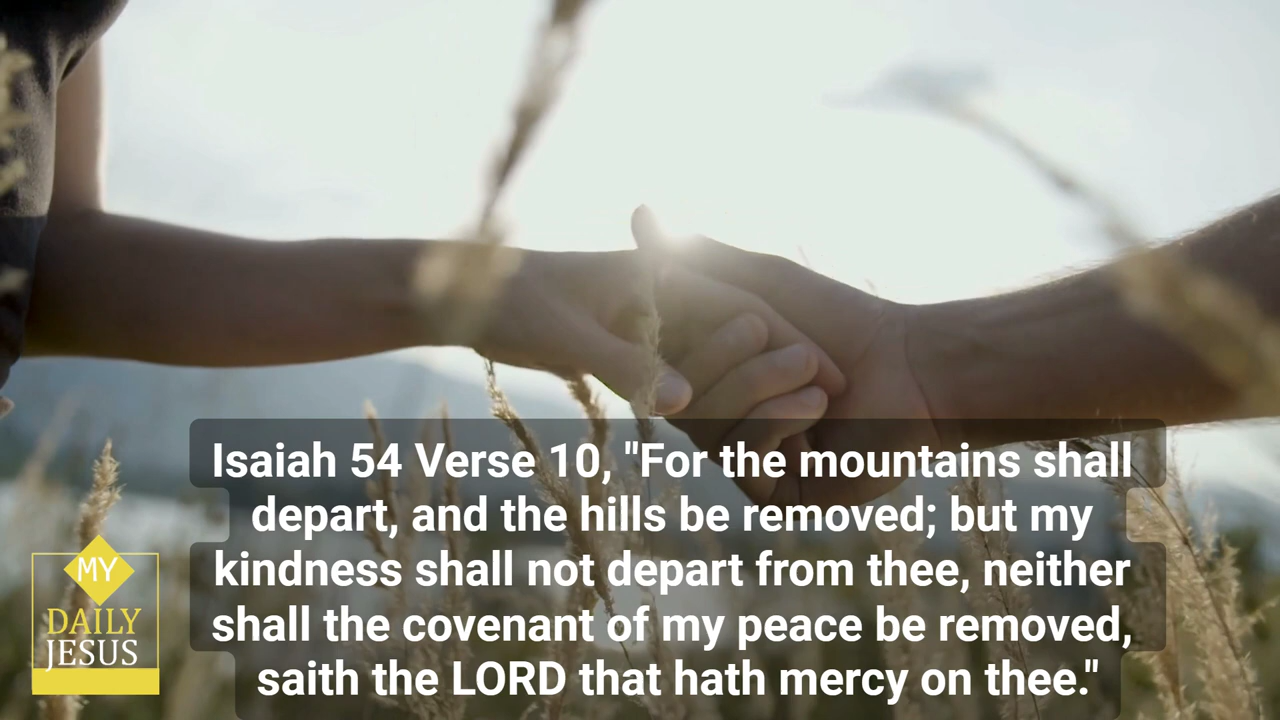 Isaiah 54 Verse 10, "For the mountains shall
depart, and the hills be removed; but my
kindness shall not depart from thee, neither
shall the covenant of my peace be removed,
saith the LORD that hath mercy on thee."
MY
DAILY
JESUS